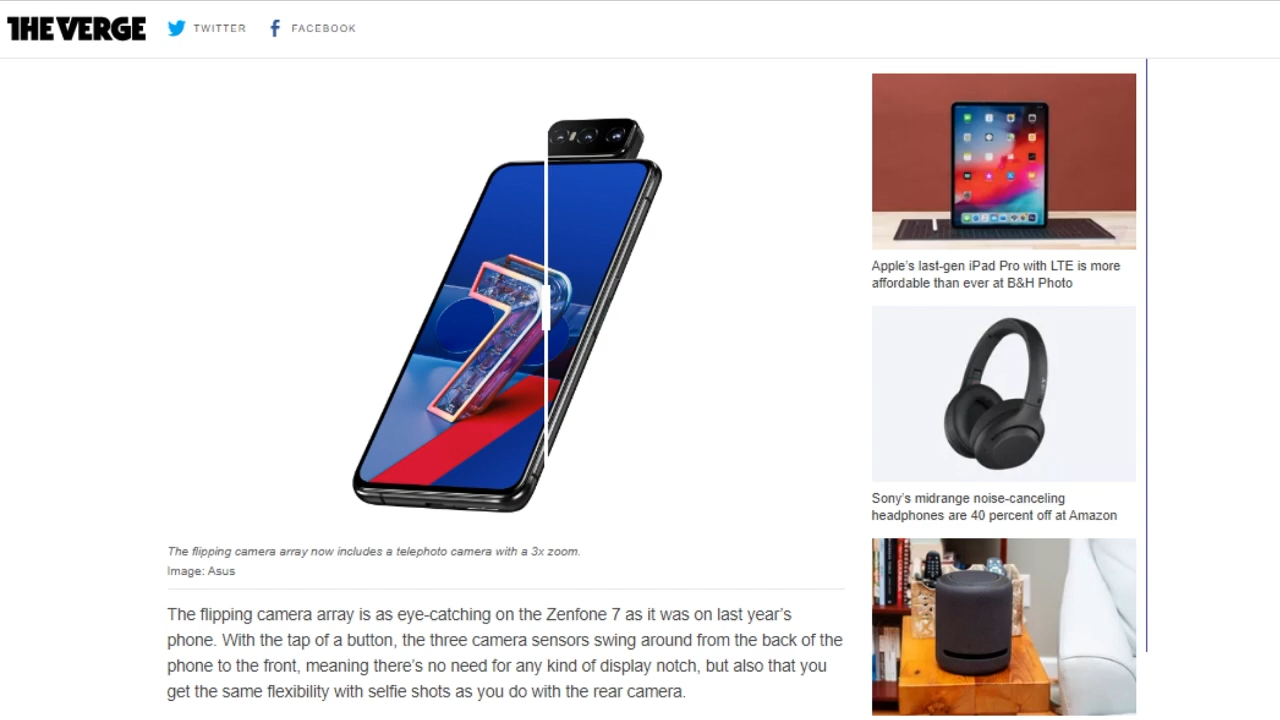 THE VERGE
TWITTER
FACEBOOK
The flipping camera array now includes a telephoto camera with a 3x zoom.
Image: Asus
The flipping camera array is as eye-catching on the Zenfone 7 as it was on last year’s
phone. With the tap of a button, the three camera sensors swing around from the back of the
phone to the front, meaning there’s no need for any kind of display notch, but also that you
get the same flexibility with selfie shots as you do with the rear camera.
Apple’s last-gen iPad Pro with LTE is more
affordable than ever at B&H Photo
Sony’s midrange noise-canceling
headphones are 40 percent off at Amazon